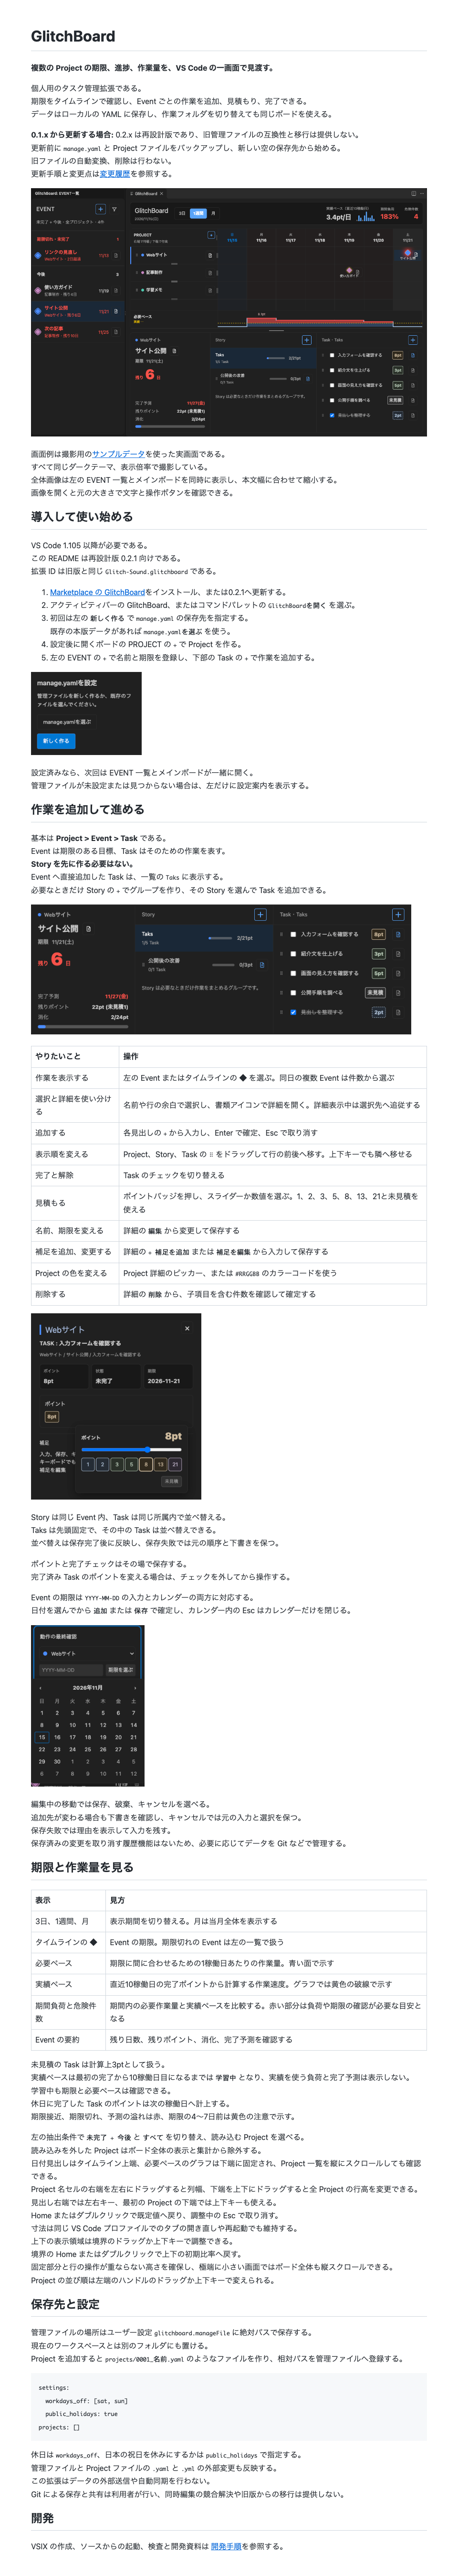 GlitchBoard
複数の Project の期限、進捗、作業量を、VS Code の一画面で見渡す。
個人用のタスク管理拡張である。
期限をタイムラインで確認し、Event ごとの作業を追加、見積もり、完了できる。
データはローカルの YAML に保存し、作業フォルダを切り替えても同じボードを使える。
0.1.x から更新する場合: 0.2.x は再設計版であり、旧管理ファイルの互換性と移行は提供しない。
更新前に manage.yaml と Project ファイルをバックアップし、新しい空の保存先から始める。
旧ファイルの自動変換、削除は行わない。
更新手順と変更点は変更履歴を参照する。
GlitchBoard
EVENT
PROJECT
3.4pt/日
183%
4
リンクの見直し
使い方ガイド
サイト公開
次の記事
Webサイト
記事制作
学習メモ
必要ペース
サイト公開
残り 6 日
画面例は撮影用のサンプルデータを使った実画面である。
すべて同じダークテーマ、表示倍率で撮影している。
全体画像は左の EVENT 一覧とメインボードを同時に表示し、本文幅に合わせて縮小する。
画像を開くと元の大きさで文字と操作ボタンを確認できる。
導入して使い始める
VS Code 1.105 以降が必要である。
この README は再設計版 0.2.1 向けである。
拡張 ID は旧版と同じ Glitch-Sound.glitchboard である。
1. Marketplace の GlitchBoardをインストール、または0.2.1へ更新する。
2. アクティビティバーの GlitchBoard、またはコマンドパレットの GlitchBoardを開く を選ぶ。
3. 初回は左の 新しく作る で manage.yaml の保存先を指定する。
既存の本版データがあれば manage.yamlを選ぶ を使う。
4. 設定後に開くボードの PROJECT の + で Project を作る。
5. 左の EVENT の + で名前と期限を登録し、下部の Task の + で作業を追加する。
manage.yamlを設定
管理ファイルを新しく作るか、既存のファイルを選んでください。
manage.yamlを選ぶ
新しく作る
設定済みなら、次回は EVENT 一覧とメインボードが一緒に開く。
管理ファイルが未設定または見つからない場合は、左だけに設定案内を表示する。
作業を追加して進める
基本は Project > Event > Task である。
Event は期限のある目標、Task はそのための作業を表す。
Story を先に作る必要はない。
Event へ直接追加した Task は、一覧の Taks に表示する。
必要なときだけ Story の + でグループを作り、その Story を選んで Task を追加できる。
Webサイト
サイト公開
期限 11/21(土)
残り 6 日
完了予測 11/27(金)
残りポイント 22pt (未見積1)
消化 2/24pt
Story
Taks
1/5 Task
2/21pt
公開後の改善
0/1 Task
0/3pt
Story は必要なときだけ作業をまとめるグループです。
Task · Taks
入力フォームを確認する 8pt
紹介文を仕上げる 3pt
画面の見え方を確認する 5pt
公開手順を調べる 未見積
見出しを整理する 2pt
やりたいこと 操作
作業を表示する 左の Event またはタイムラインの ◆ を選ぶ。同日の複数 Event は件数から選ぶ
選択と詳細を使い分ける 名前や行の余白で選択し、書類アイコンで詳細を開く。詳細表示中は選択先へ追従する
追加する 各見出しの + から入力し、Enter で確定、Esc で取り消す
表示順を変える Project、Story、Task の ⠿ をドラッグして行の前後へ移す。上下キーでも隣へ移せる
完了と解除 Task のチェックを切り替える
見積もる ポイントバッジを押し、スライダーか数値を選ぶ。1、2、3、5、8、13、21と未見積を使える
名前、期限を変える 詳細の 編集 から変更して保存する
補足を追加、変更する 詳細の + 補足を追加 または 補足を編集 から入力して保存する
Project の色を変える Project 詳細のピッカー、または #RRGGBB のカラーコードを使う
削除する 詳細の 削除 から、子項目を含む件数を確認して確定する
Webサイト
TASK : 入力フォームを確認する
Webサイト / サイト公開 / 入力フォームを確認する
ポイント 状態 期限
8pt 未完了 2026-11-21
ポイント
8pt
ポイント 8pt
1 2 3 5 8 13 21
未見積
補足
補足を編集
Story は同じ Event 内、Task は同じ所属内で並べ替える。
Taks は先頭固定で、その中の Task は並べ替えできる。
並べ替えは保存完了後に反映し、保存失敗では元の順序と下書きを保つ。
ポイントと完了チェックはその場で保存する。
完了済み Task のポイントを変える場合は、チェックを外してから操作する。
Event の期限は YYYY-MM-DD の入力とカレンダーの両方に対応する。
日付を選んでから 追加 または 保存 で確定し、カレンダー内の Esc はカレンダーだけを閉じる。
動作の最終確認
Webサイト
YYYY-MM-DD 期限を選ぶ
2026年11月
日 月 火 水 木 金 土
1 2 3 4 5 6 7
8 9 10 11 12 13 14
15 16 17 18 19 20 21
22 23 24 25 26 27 28
29 30 1 2 3 4 5
6 7 8 9 10 11 12
編集中の移動では保存、破棄、キャンセルを選べる。
追加先が変わる場合も下書きを確認し、キャンセルでは元の入力と選択を保つ。
保存失敗では理由を表示して入力を残す。
保存済みの変更を取り消す履歴機能はないため、必要に応じてデータを Git などで管理する。
期限と作業量を見る
表示 見方
3日、1週間、月 表示期間を切り替える。月は当月全体を表示する
タイムラインの ◆ Event の期限。期限切れの Event は左の一覧で扱う
必要ペース 期限に間に合わせるための1稼働日あたりの作業量。青い面で示す
実績ペース 直近10稼働日の完了ポイントから計算する作業速度。グラフでは黄色の破線で示す
期間負荷と危険件数 期間内の必要作業量と実績ペースを比較する。赤い部分は負荷や期限の確認が必要な目安となる
Event の要約 残り日数、残りポイント、消化、完了予測を確認する
未見積の Task は計算上3ptとして扱う。
実績ペースは最初の完了から10稼働日目になるまでは 学習中 となり、実績を使う負荷と完了予測は表示しない。
学習中も期限と必要ペースは確認できる。
休日に完了した Task のポイントは次の稼働日へ計上する。
期限接近、期限切れ、予測の溢れは赤、期限の4〜7日前は黄色の注意で示す。
左の抽出条件で 未完了 + 今後 と すべて を切り替え、読み込む Project を選べる。
読み込みを外した Project はボード全体の表示と集計から除外する。
日付見出しはタイムライン上端、必要ペースのグラフは下端に固定され、Project 一覧を縦にスクロールしても確認できる。
Project 名セルの右端を左右にドラッグすると列幅、下端を上下にドラッグすると全 Project の行高を変更できる。
見出し右端では左右キー、最初の Project の下端では上下キーも使える。
Home またはダブルクリックで既定値へ戻り、調整中の Esc で取り消す。
寸法は同じ VS Code プロファイルでのタブの開き直しや再起動でも維持する。
上下の表示領域は境界のドラッグか上下キーで調整できる。
境界の Home またはダブルクリックで上下の初期比率へ戻す。
固定部分と行の操作が重ならない高さを確保し、極端に小さい画面ではボード全体も縦スクロールできる。
Project の並び順は左端のハンドルのドラッグか上下キーで変えられる。
保存先と設定
管理ファイルの場所はユーザー設定 glitchboard.manageFile に絶対パスで保存する。
現在のワークスペースとは別のフォルダにも置ける。
Project を追加すると projects/0001_名前.yaml のようなファイルを作り、相対パスを管理ファイルへ登録する。
settings:
workdays_off: [sat, sun]
public_holidays: true
projects: []
休日は workdays_off、日本の祝日を休みにするかは public_holidays で指定する。
管理ファイルと Project ファイルの .yaml と .yml の外部変更も反映する。
この拡張はデータの外部送信や自動同期を行わない。
Git による保存と共有は利用者が行い、同時編集の競合解決や旧版からの移行は提供しない。
開発
VSIX の作成、ソースからの起動、検査と開発資料は 開発手順を参照する。